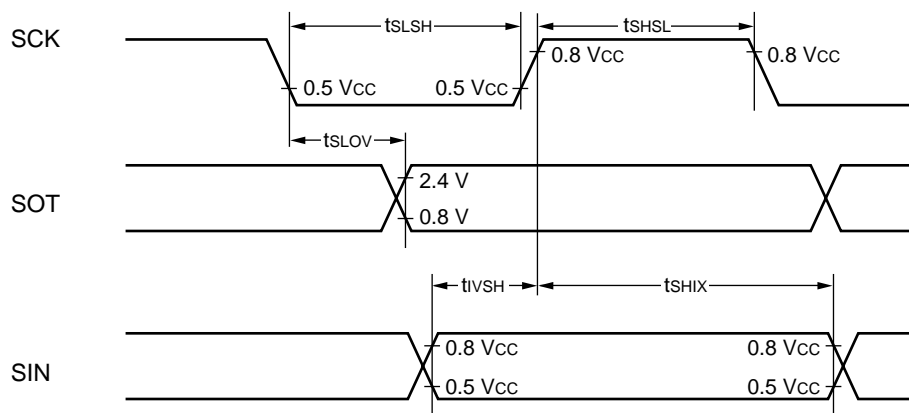 tSLSH
tSHSL
SCK
0.8 VCC
0.8 VCC
0.5 VCC
0.5 VCC
tSLOV
2.4 V
SOT
0.8 V
tIVSH
tSHIX
0.8 VCC
0.8 VCC
SIN
0.5 VCC
0.5 VCC